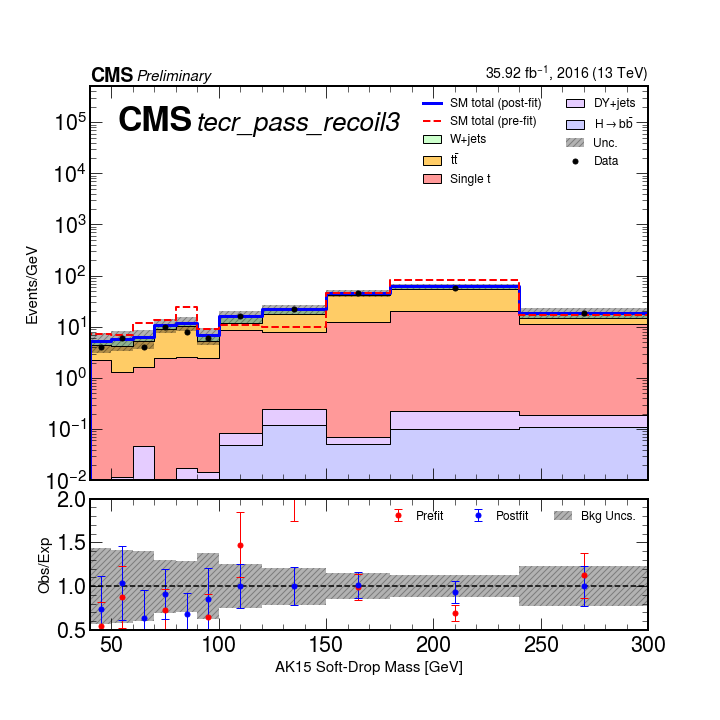 CMS Preliminary
35.92 fb⁻¹, 2016 (13 TeV)
CMS tecr_pass_recoil3
SM total (post-fit)
SM total (pre-fit)
W+jets
tt̄
Single t
DY+jets
H→bb̄
Unc.
Data
Events/GeV
10⁵
10⁴
10³
10²
10¹
10⁰
10⁻¹
10⁻²
Prefit
Postfit
Bkg Uncs.
Obs/Exp
2.0
1.5
1.0
0.5
50 100 150 200 250 300
AK15 Soft-Drop Mass [GeV]